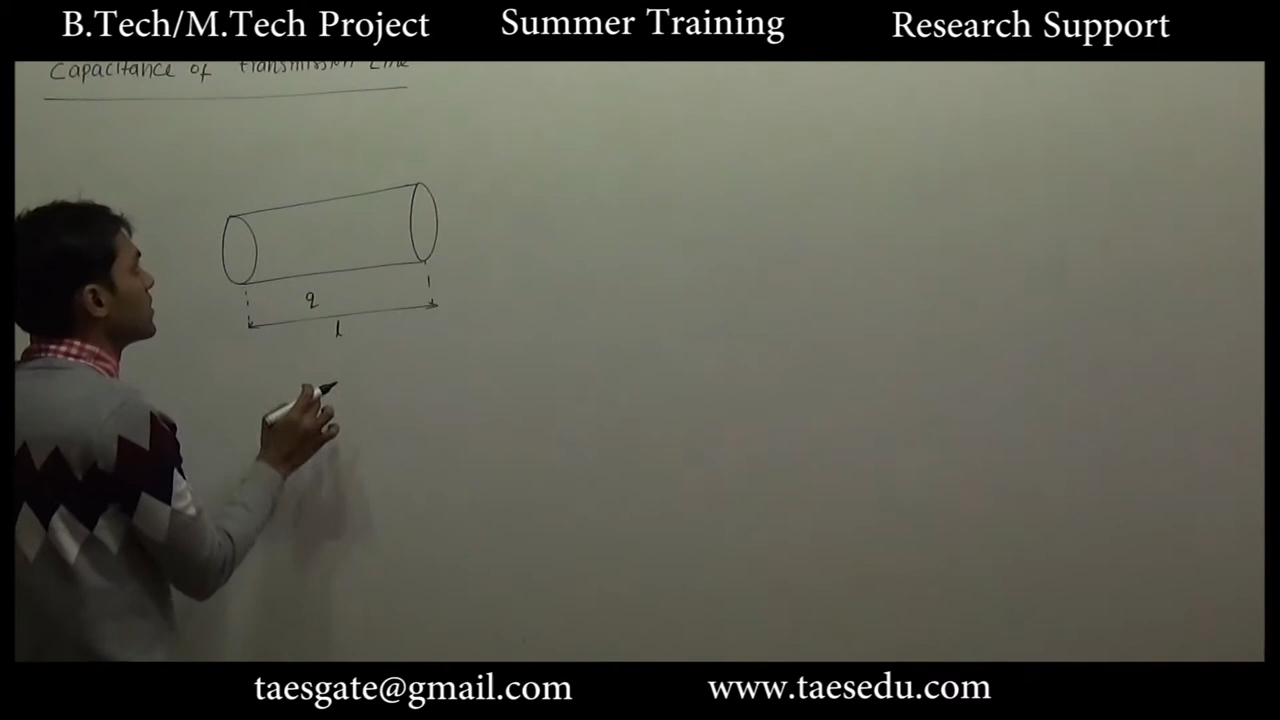 B.Tech/M.Tech Project Summer Training Research Support
Capacitance of Transmission Line
q
l
taesgate@gmail.com www.taesedu.com